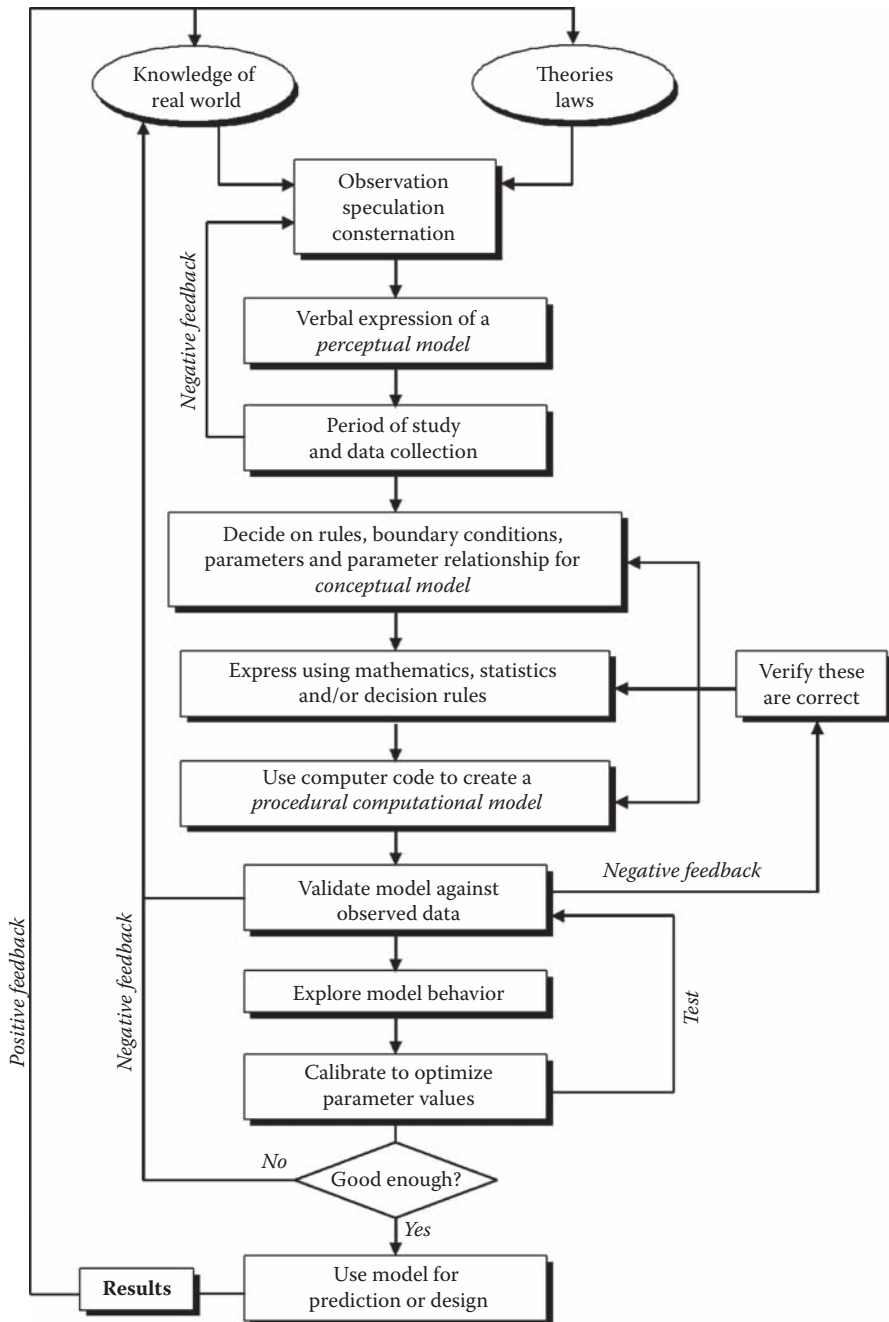 Knowledge of
real world
Theories
laws
Observation
speculation
consternation
Negative feedback
Verbal expression of a
perceptual model
Period of study
and data collection
Decide on rules, boundary conditions,
parameters and parameter relationship for
conceptual model
Express using mathematics, statistics
and/or decision rules
Verify these
are correct
Use computer code to create a
procedural computational model
Negative feedback
Validate model against
observed data
Positive feedback
Negative feedback
Explore model behavior
Test
Calibrate to optimize
parameter values
No
Good enough?
Yes
Results
Use model for
prediction or design